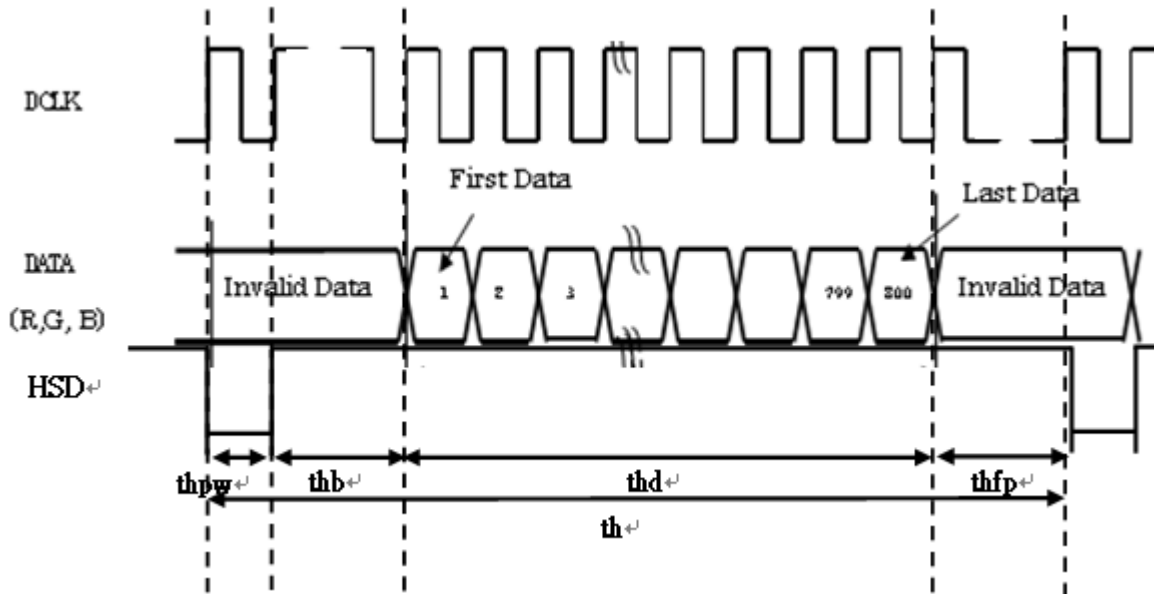 DCLK
First Data
Last Data
DATA
(R,G, B)
Invalid Data
1
2
3
799
800
Invalid Data
HSD↵
thpw↵
thb↵
thd↵
thfp↵
th↵